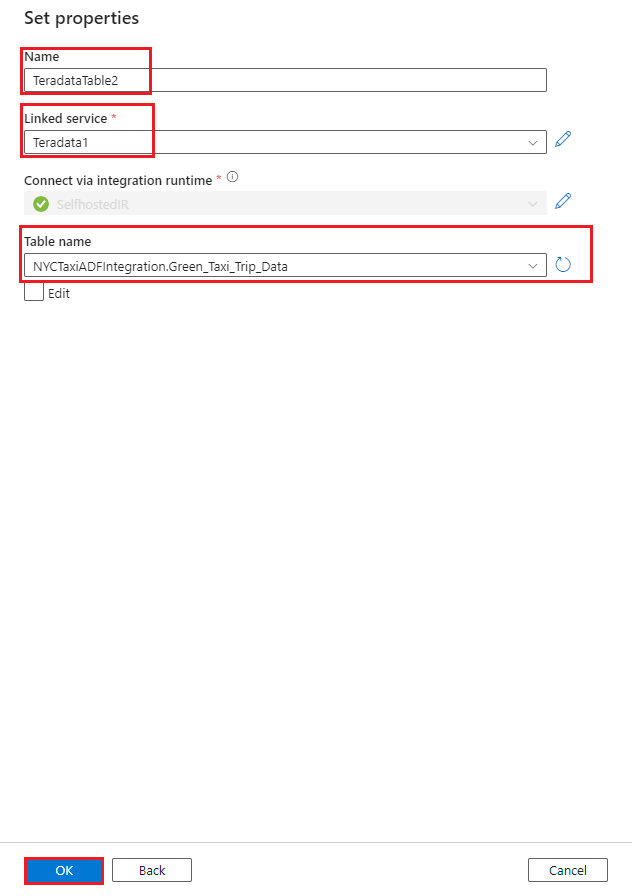 Set properties
Name
TeradataTable2
Linked service *
Teradata1
Connect via integration runtime *
SelfhostedIR
Table name
NYCTaxiADFIntegration.Green_Taxi_Trip_Data
Edit
OK Back Cancel